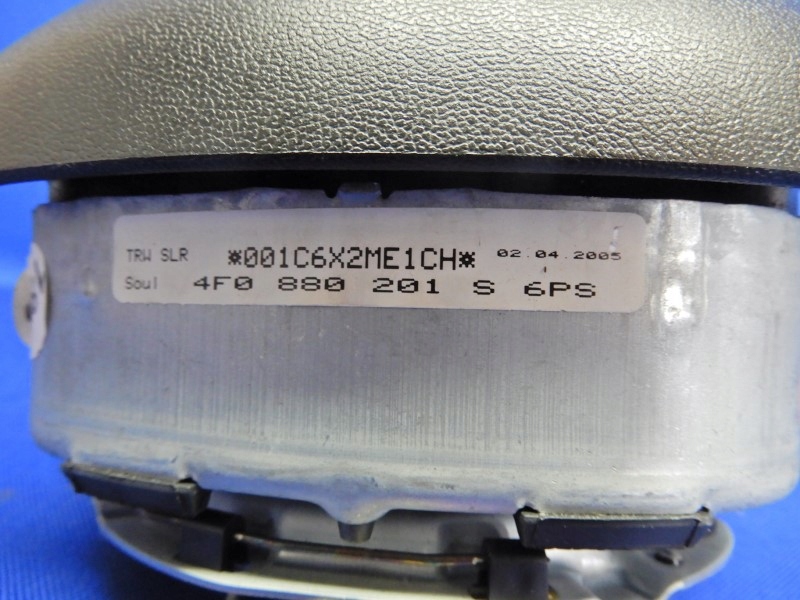 TRW SLR *001C6X2ME1CH* 02.04.2005
Soul 4F0 880 201 S 6PS